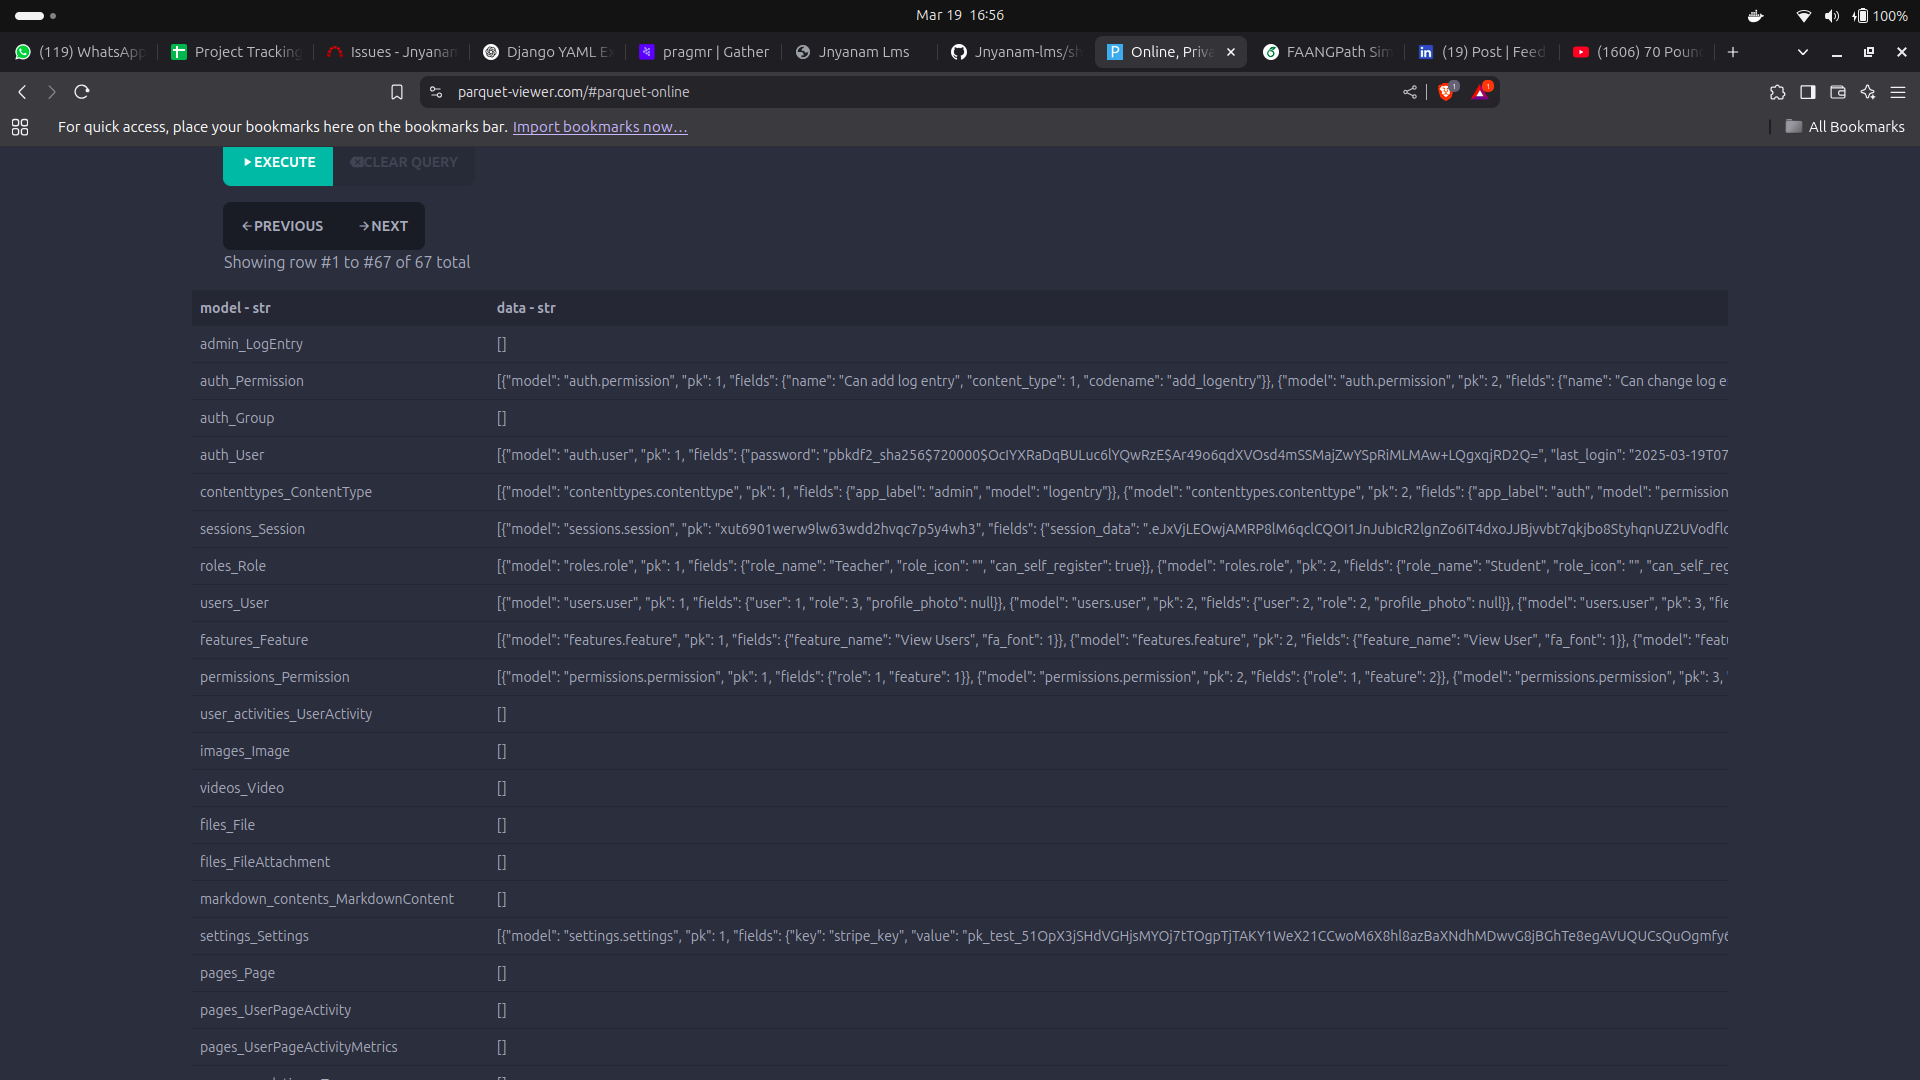 Mar 19 16:56
100%
(119) WhatsApp
Project Tracking
Issues - Jnyanam
Django YAML Ex
pragmr | Gather
Jnyanam Lms
Jnyanam-lms/sh
Online, Priva
FAANGPath Sim
(19) Post | Feed
(1606) 70 Poun
parquet-viewer.com/#parquet-online
1
1
For quick access, place your bookmarks here on the bookmarks bar. Import bookmarks now…
All Bookmarks
EXECUTE
CLEAR QUERY
PREVIOUS
NEXT
Showing row #1 to #67 of 67 total
model - str data - str
admin_LogEntry []
auth_Permission [{"model": "auth.permission", "pk": 1, "fields": {"name": "Can add log entry", "content_type": 1, "codename": "add_logentry"}}, {"model": "auth.permission", "pk": 2, "fields": {"name": "Can change log e
auth_Group []
auth_User [{"model": "auth.user", "pk": 1, "fields": {"password": "pbkdf2_sha256$720000$OcIYXRaDqBULuc6lYQwRzE$Ar49o6qdXVOsd4mSSMajZwYSpRiMLMAw+LQgxqjRD2Q=", "last_login": "2025-03-19T07
contenttypes_ContentType [{"model": "contenttypes.contenttype", "pk": 1, "fields": {"app_label": "admin", "model": "logentry"}}, {"model": "contenttypes.contenttype", "pk": 2, "fields": {"app_label": "auth", "model": "permission
sessions_Session [{"model": "sessions.session", "pk": "xut6901werw9lw63wdd2hvqc7p5y4wh3", "fields": {"session_data": ".eJxVjLEOwjAMRP8lM6qclCQOI1JnJubIcR2lgnZo6IT4dxoJJBjvvbt7qkjbo8StyhqnUZ2UVodflc
roles_Role [{"model": "roles.role", "pk": 1, "fields": {"role_name": "Teacher", "role_icon": "", "can_self_register": true}}, {"model": "roles.role", "pk": 2, "fields": {"role_name": "Student", "role_icon": "", "can_self_reg
users_User [{"model": "users.user", "pk": 1, "fields": {"user": 1, "role": 3, "profile_photo": null}}, {"model": "users.user", "pk": 2, "fields": {"user": 2, "role": 2, "profile_photo": null}}, {"model": "users.user", "pk": 3, "fie
features_Feature [{"model": "features.feature", "pk": 1, "fields": {"feature_name": "View Users", "fa_font": 1}}, {"model": "features.feature", "pk": 2, "fields": {"feature_name": "View User", "fa_font": 1}}, {"model": "featu
permissions_Permission [{"model": "permissions.permission", "pk": 1, "fields": {"role": 1, "feature": 1}}, {"model": "permissions.permission", "pk": 2, "fields": {"role": 1, "feature": 2}}, {"model": "permissions.permission", "pk": 3, "
user_activities_UserActivity []
images_Image []
videos_Video []
files_File []
files_FileAttachment []
markdown_contents_MarkdownContent []
settings_Settings [{"model": "settings.settings", "pk": 1, "fields": {"key": "stripe_key", "value": "pk_test_51OpX3jSHdVGHjsMYOj7tTOgpTjTAKY1WeX21CCwoM6X8hl8azBaXNdhMDwvG8jBGhTe8egAVUQUCsQuOgmfy6
pages_Page []
pages_UserPageActivity []
pages_UserPageActivityMetrics []